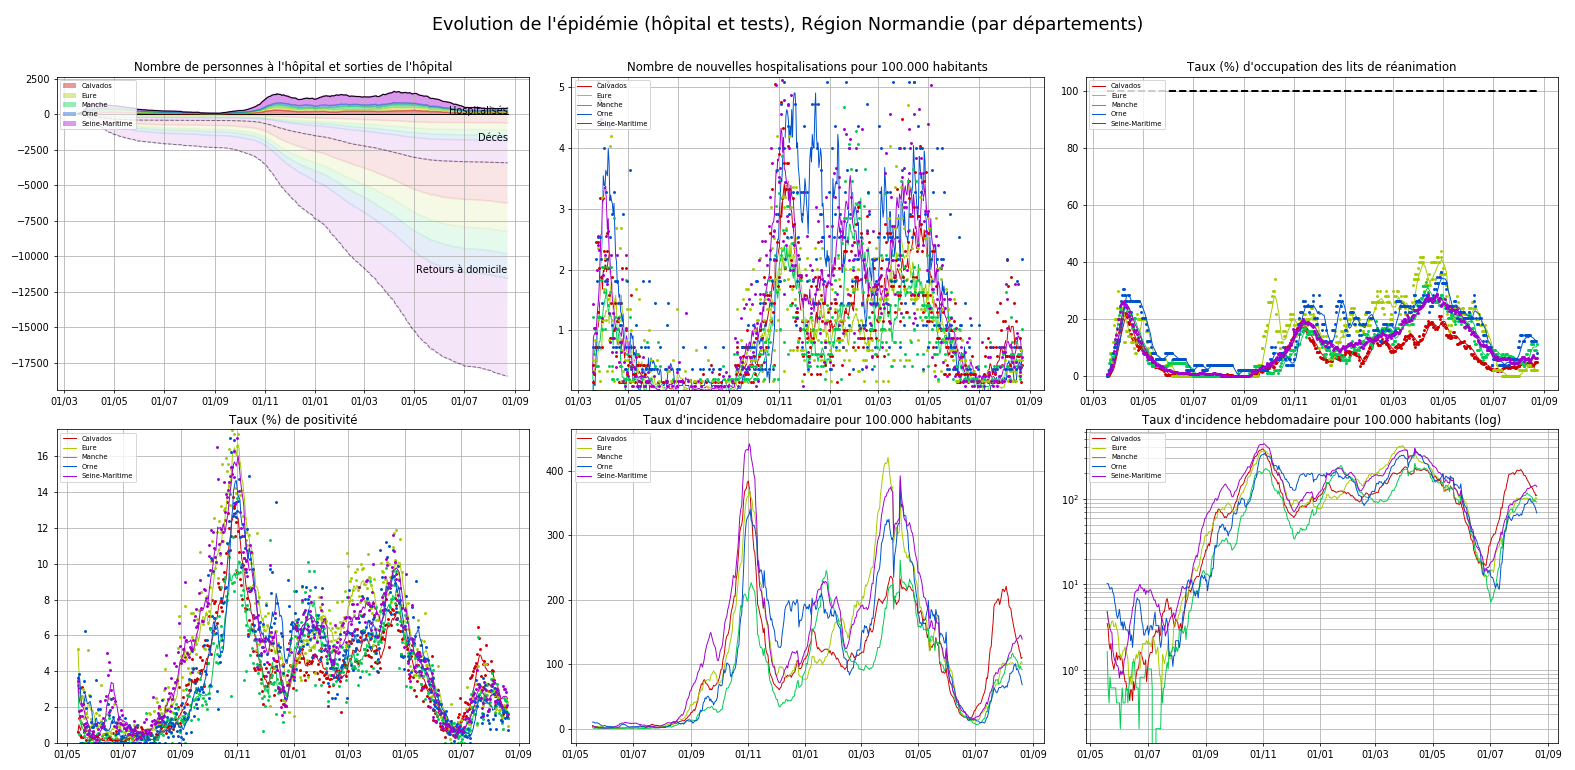 Evolution de l'épidémie (hôpital et tests), Région Normandie (par départements)
Nombre de personnes à l'hôpital et sorties de l'hôpital
2500
0
−2500
−5000
−7500
−10000
−12500
−15000
−17500
Calvados
Eure
Manche
Orne
Seine-Maritime
Hospitalisés
Décès
Retours à domicile
01/03 01/05 01/07 01/09 01/11 01/01 01/03 01/05 01/07 01/09
Nombre de nouvelles hospitalisations pour 100.000 habitants
5
4
3
2
1
Calvados
Eure
Manche
Orne
Seine-Maritime
01/03 01/05 01/07 01/09 01/11 01/01 01/03 01/05 01/07 01/09
Taux (%) d'occupation des lits de réanimation
100
80
60
40
20
0
Calvados
Eure
Manche
Orne
Seine-Maritime
01/03 01/05 01/07 01/09 01/11 01/01 01/03 01/05 01/07 01/09
Taux (%) de positivité
16
14
12
10
8
6
4
2
0
Calvados
Eure
Manche
Orne
Seine-Maritime
01/05 01/07 01/09 01/11 01/01 01/03 01/05 01/07 01/09
Taux d'incidence hebdomadaire pour 100.000 habitants
400
300
200
100
0
Calvados
Eure
Manche
Orne
Seine-Maritime
01/05 01/07 01/09 01/11 01/01 01/03 01/05 01/07 01/09
Taux d'incidence hebdomadaire pour 100.000 habitants (log)
10²
10¹
10⁰
Calvados
Eure
Manche
Orne
Seine-Maritime
01/05 01/07 01/09 01/11 01/01 01/03 01/05 01/07 01/09